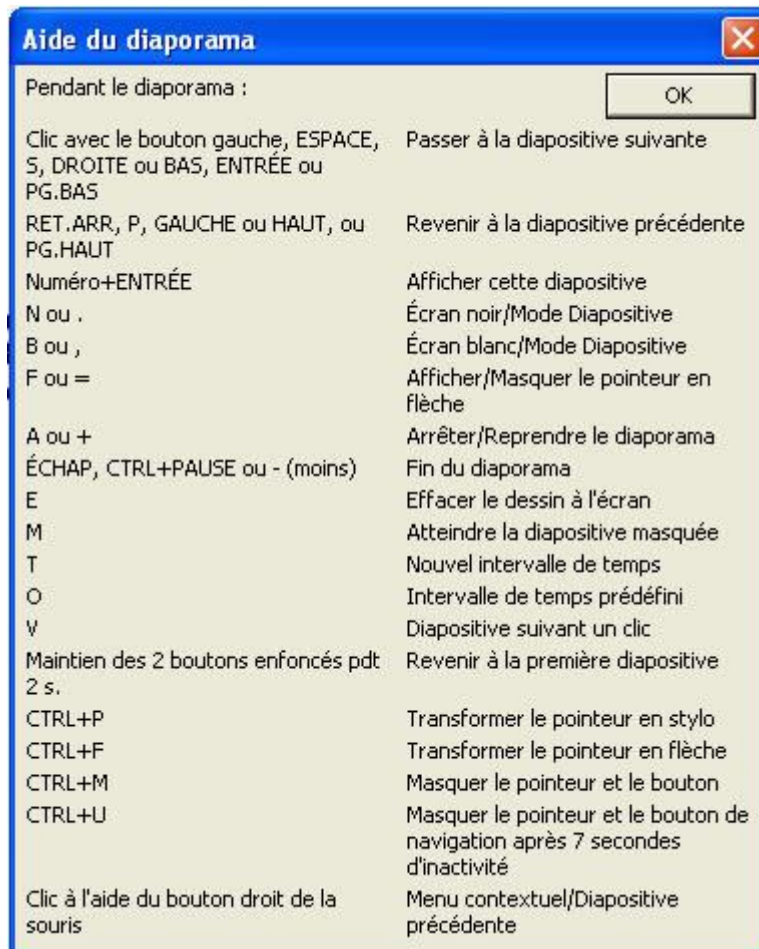 Aide du diaporama
Pendant le diaporama :
OK
Clic avec le bouton gauche, ESPACE, Passer à la diapositive suivante
S, DROITE ou BAS, ENTRÉE ou
PG.BAS
RET.ARR, P, GAUCHE ou HAUT, ou Revenir à la diapositive précédente
PG.HAUT
Numéro+ENTRÉE Afficher cette diapositive
N ou . Écran noir/Mode Diapositive
B ou , Écran blanc/Mode Diapositive
F ou = Afficher/Masquer le pointeur en
flèche
A ou + Arrêter/Reprendre le diaporama
ÉCHAP, CTRL+PAUSE ou - (moins) Fin du diaporama
E Effacer le dessin à l'écran
M Atteindre la diapositive masquée
T Nouvel intervalle de temps
O Intervalle de temps prédéfini
V Diapositive suivant un clic
Maintien des 2 boutons enfoncés pdt Revenir à la première diapositive
2 s.
CTRL+P Transformer le pointeur en stylo
CTRL+F Transformer le pointeur en flèche
CTRL+M Masquer le pointeur et le bouton
CTRL+U Masquer le pointeur et le bouton de
navigation après 7 secondes
d'inactivité
Clic à l'aide du bouton droit de la Menu contextuel/Diapositive
souris précédente